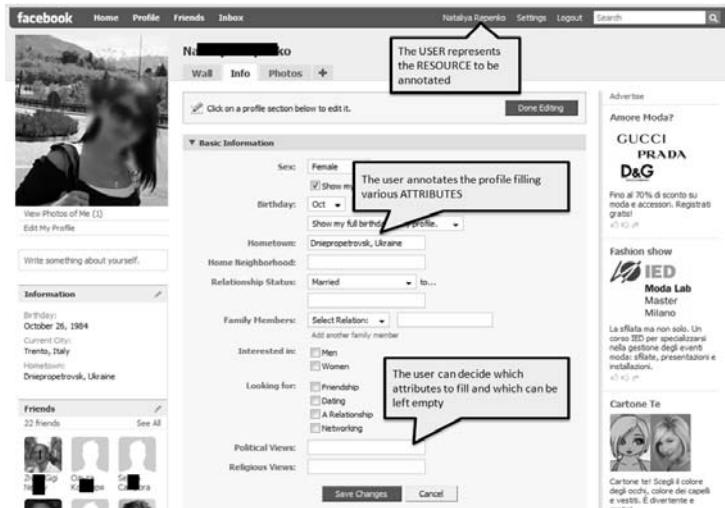 facebook Home Profile Friends Inbox Nataliya Rapenko Settings Logout Search
Na ko
Wall Info Photos +
The USER represents
the RESOURCE to be
annotated
Click on a profile section below to edit it. Done Editing
Basic Information
Sex: Female
Show my
The user annotates the profile filling
various ATTRIBUTES
Birthday: Oct
Show my full birthday profile.
Hometown: Dniepropetrovsk, Ukraine
Home Neighborhood:
Relationship Status: Married to...
Family Members: Select Relation:
Add another family member
Interested in: Men
Women
Looking for: Friendship
Dating
A Relationship
Networking
The user can decide which
attributes to fill and which can be
left empty
Political Views:
Religious Views:
Save Changes Cancel
View Photos of Me (1)
Edit My Profile
Write something about yourself.
Information
Birthday:
October 26, 1984
Current City:
Trento, Italy
Hometown:
Dniepropetrovsk, Ukraine
Friends
22 friends See All
Advertise
Amore Moda?
GUCCI
PRADA
D&G
Fino al 70% di sconto su
moda e accessori. Registrati
gratis!
Fashion show
IED
Moda Lab
Master
Milano
La sfilata ma non solo. Un
corso IED per specializzarsi
nella gestione degli eventi
moda: sfilate, presentazioni e
installazioni.
Cartone Te
Cartone te! Scegli il colore
degli occhi, colore dei capelli
e vestiti. È divertente e